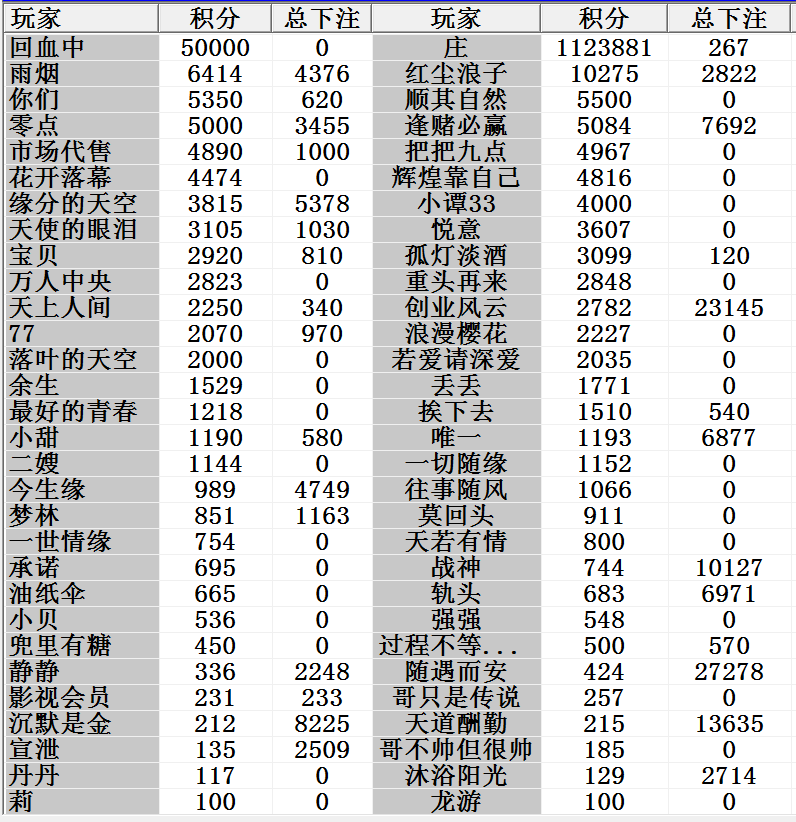 玩家 积分 总下注 玩家 积分 总下注
回血中 50000 0 庄 1123881 267
雨烟 6414 4376 红尘浪子 10275 2822
你们 5350 620 顺其自然 5500 0
零点 5000 3455 逢赌必赢 5084 7692
市场代售 4890 1000 把把九点 4967 0
花开落幕 4474 0 辉煌靠自己 4816 0
缘分的天空 3815 5378 小谭33 4000 0
天使的眼泪 3105 1030 悦意 3607 0
宝贝 2920 810 孤灯淡酒 3099 120
万人中央 2823 0 重头再来 2848 0
天上人间 2250 340 创业风云 2782 23145
77 2070 970 浪漫樱花 2227 0
落叶的天空 2000 0 若爱请深爱 2035 0
余生 1529 0 丢丢 1771 0
最好的青春 1218 0 挨下去 1510 540
小甜 1190 580 唯一 1193 6877
二嫂 1144 0 一切随缘 1152 0
今生缘 989 4749 往事随风 1066 0
梦林 851 1163 莫回头 911 0
一世情缘 754 0 天若有情 800 0
承诺 695 0 战神 744 10127
油纸伞 665 0 轨头 683 6971
小贝 536 0 强强 548 0
兜里有糖 450 0 过程不等... 500 570
静静 336 2248 随遇而安 424 27278
影视会员 231 233 哥只是传说 257 0
沉默是金 212 8225 天道酬勤 215 13635
宣泄 135 2509 哥不帅但很帅 185 0
丹丹 117 0 沐浴阳光 129 2714
莉 100 0 龙游 100 0